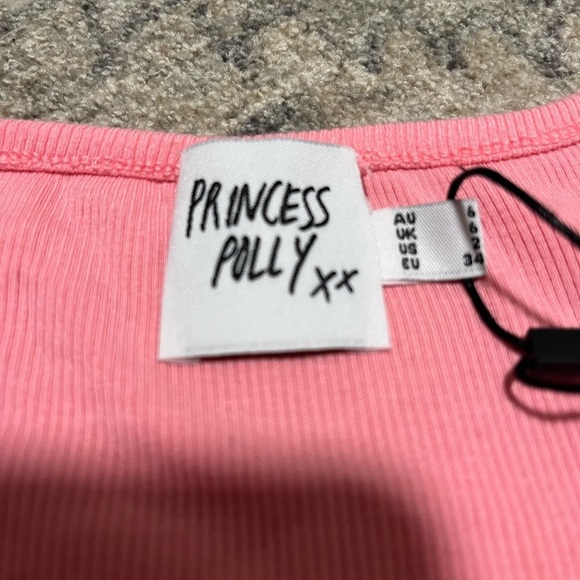 PRINCESS
POLLY xx
AU 6
UK 6
US 2
EU 34